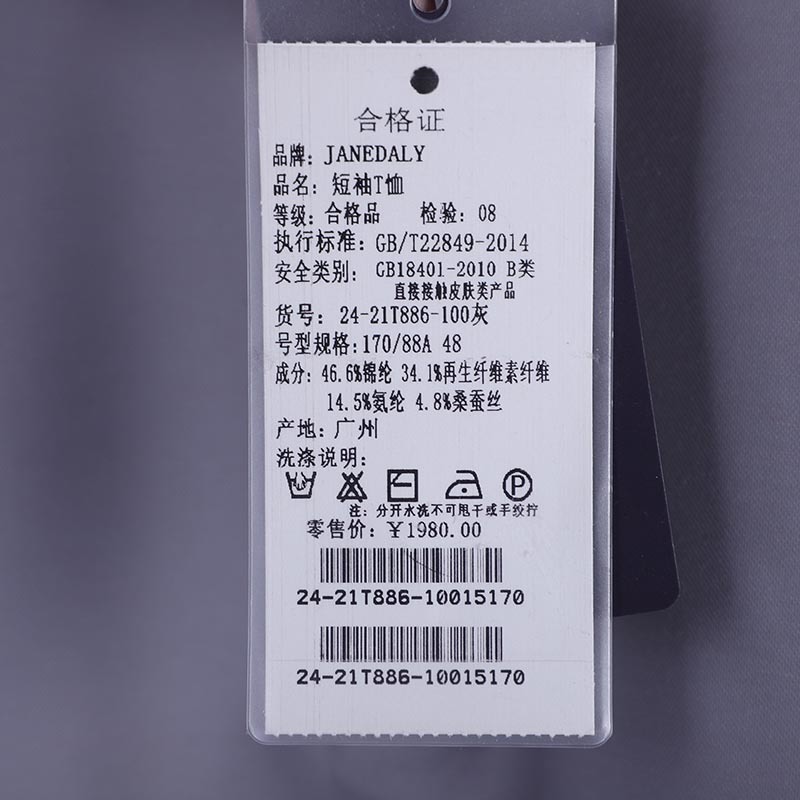 合格证
品牌: JANEDALY
品名: 短袖T恤
等级: 合格品 检验: 08
执行标准: GB/T22849-2014
安全类别: GB18401-2010 B类
直接接触皮肤类产品
货号: 24-21T886-100灰
号型规格:170/88A 48
成分: 46.6%锦纶 34.1%再生纤维素纤维
14.5%氨纶 4.8%桑蚕丝
产地: 广州
洗涤说明:
P
注: 分开水洗不可甩干或手绞拧
零售价: ¥1980.00
24-21T886-10015170
24-21T886-10015170